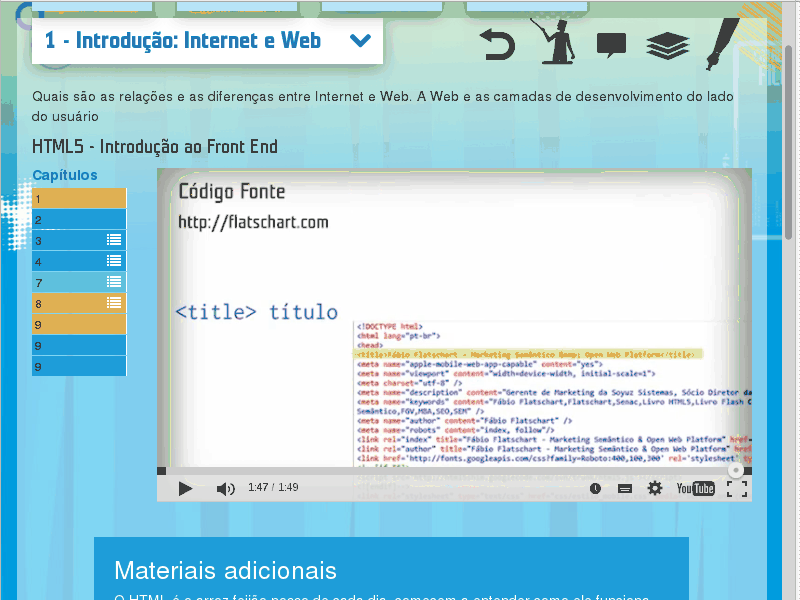 1 - Introdução: Internet e Web
Quais são as relações e as diferenças entre Internet e Web. A Web e as camadas de desenvolvimento do lado
do usuário
HTML5 - Introdução ao Front End
Capítulos
1
2
3
4
7
8
9
9
9
Código Fonte
http://flatschart.com
<title> título
<!DOCTYPE html>
<html lang="pt-br">
<head>
<title>Fábio Flatschart - Marketing Semântico &amp; Open Web Platform</title>
<meta name="apple-mobile-web-app-capable" content="yes">
<meta name="viewport" content="width=device-width, initial-scale=1">
<meta charset="utf-8" />
<meta name="description" content="Gerente de Marketing da Soyuz Sistemas, Sócio Diretor da
<meta name="keywords" content="Fábio Flatschart,Flatschart,Senac,Livro HTML5,Livro Flash C
Semântico,FGV,MBA,SEO,SEM" />
<meta name="author" content="Fábio Flatschart" />
<meta name="robots" content="index, follow"/>
<link rel="index" title="Fábio Flatschart - Marketing Semântico & Open Web Platform" href=
<link rel="author" title="Fábio Flatschart - Marketing Semântico & Open Web Platform" href
<link href='http://fonts.googleapis.com/css?family=Roboto:400,100,300' rel='stylesheet' ty
1:47 / 1:49
YouTube
Materiais adicionais